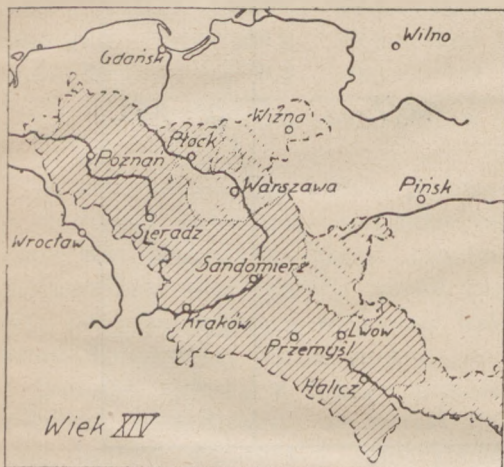 Wilno
Gdańsk
Wizna
Płock
Poznań
Warszawa
Pińsk
Sieradz
Wrocław
Sandomierz
Kraków
Lwów
Przemyśl
Halicz
Wiek XIV